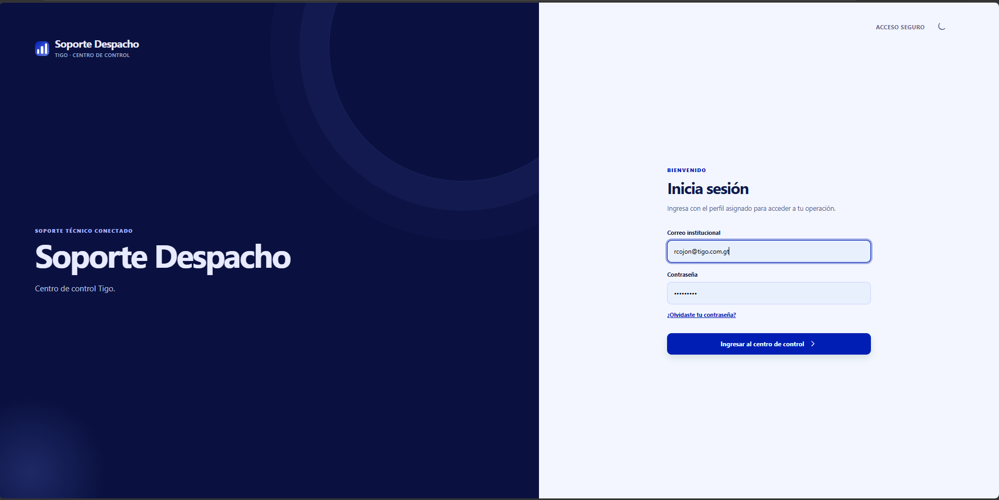 Soporte Despacho
TIGO · CENTRO DE CONTROL
SOPORTE TÉCNICO CONECTADO
Soporte Despacho
Centro de control Tigo.
ACCESO SEGURO
BIENVENIDO
Inicia sesión
Ingresa con el perfil asignado para acceder a tu operación.
Correo institucional
rcojon@tigo.com.gt
Contraseña
•••••••••
¿Olvidaste tu contraseña?
Ingresar al centro de control